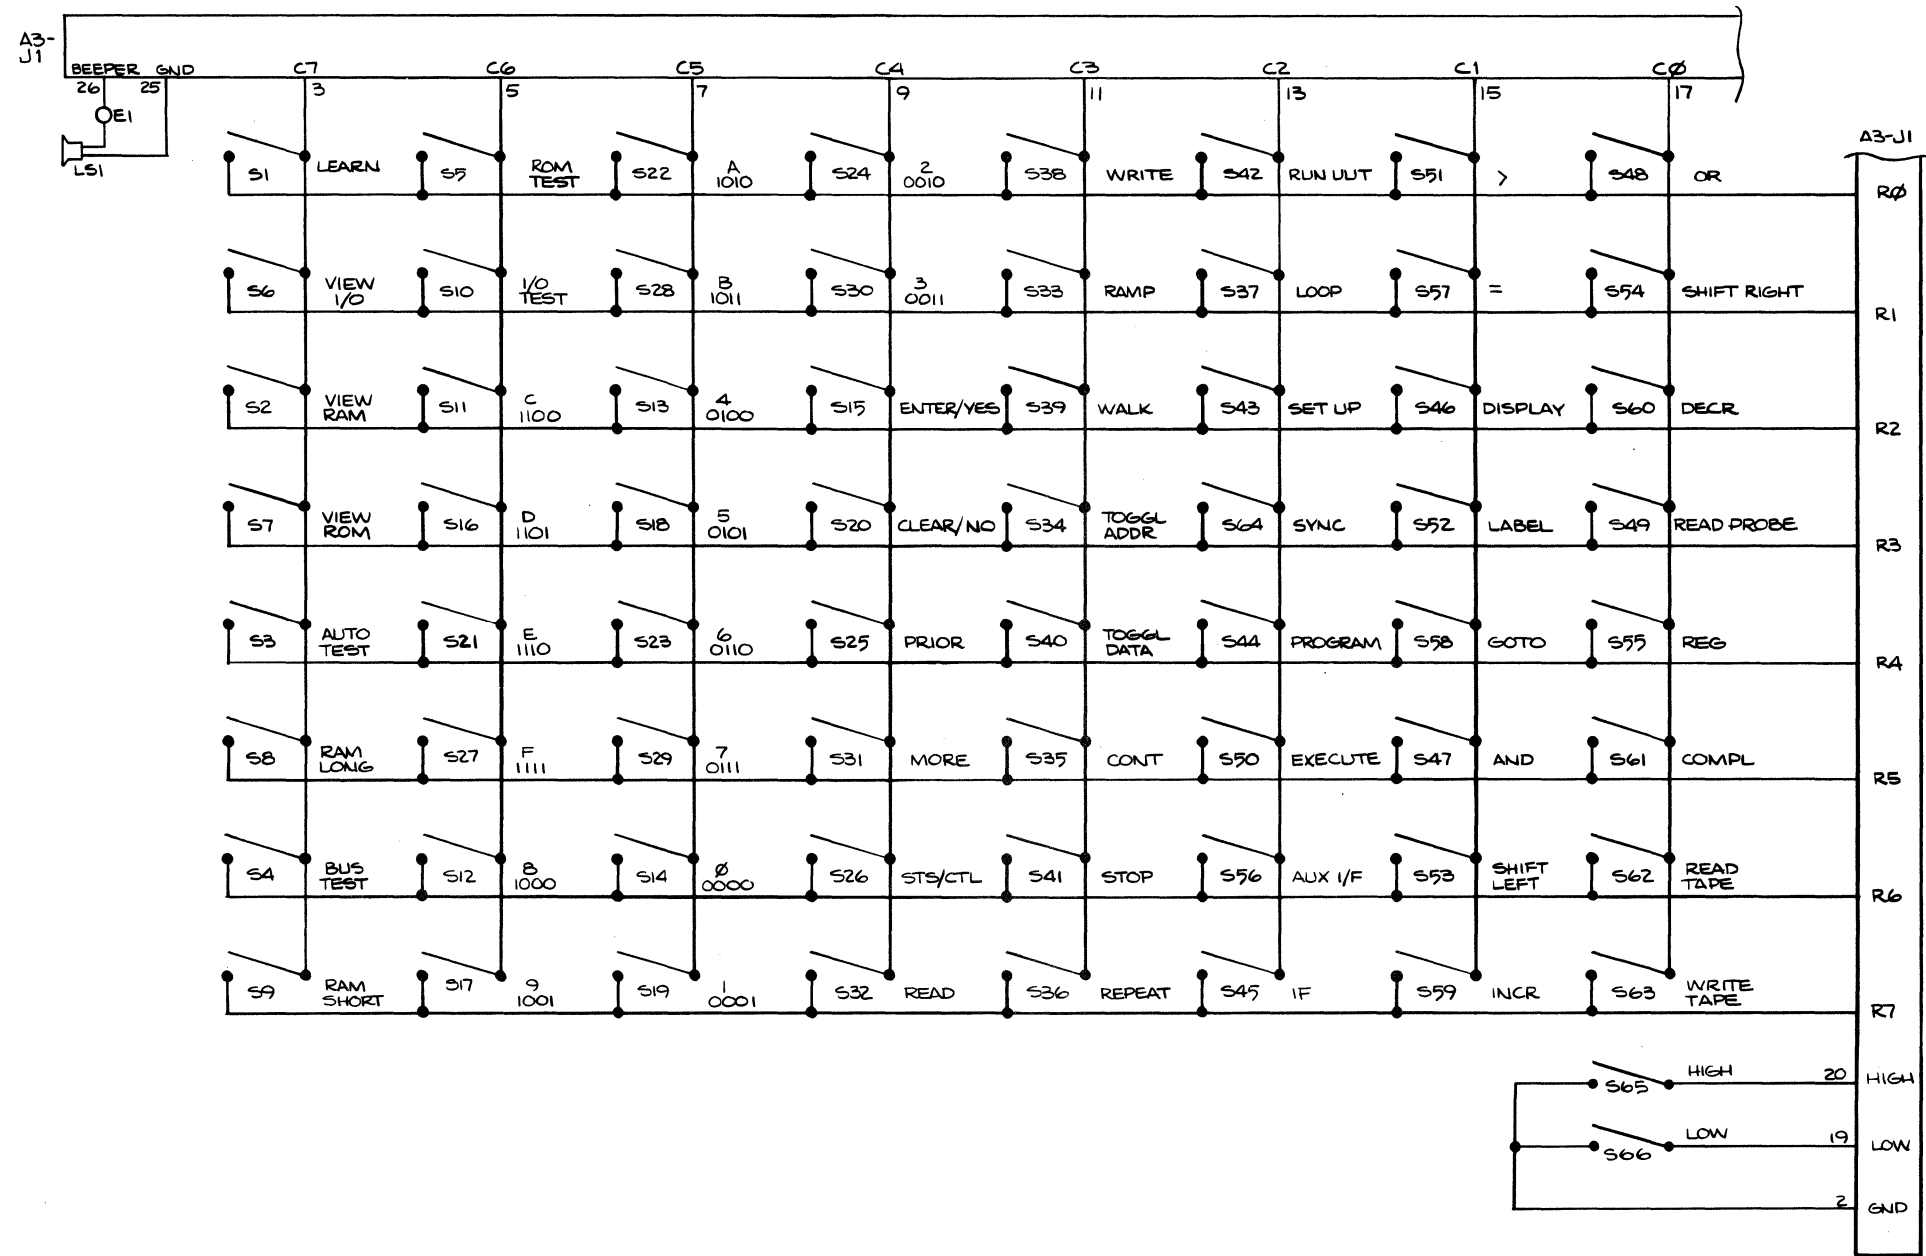 A3-
J1
BEEPER GND C7 C6 C5 C4 C3 C2 C1 CØ
26 25 3 5 7 9 11 13 15 17
E1
LS1
A3-J1
S1 LEARN S5 ROM TEST S22 A 1010 S24 2 0010 S38 WRITE S42 RUN UUT S51 > S48 OR RØ
S6 VIEW I/O S10 I/O TEST S28 B 1011 S30 3 0011 S33 RAMP S37 LOOP S57 = S54 SHIFT RIGHT R1
S2 VIEW RAM S11 C 1100 S13 4 0100 S15 ENTER/YES S39 WALK S43 SET UP S46 DISPLAY S60 DECR R2
S7 VIEW ROM S16 D 1101 S18 5 0101 S20 CLEAR/NO S34 TOGGL ADDR S64 SYNC S52 LABEL S49 READ PROBE R3
S3 AUTO TEST S21 E 1110 S23 6 0110 S25 PRIOR S40 TOGGL DATA S44 PROGRAM S58 GOTO S55 REG R4
S8 RAM LONG S27 F 1111 S29 7 0111 S31 MORE S35 CONT S50 EXECUTE S47 AND S61 COMPL R5
S4 BUS TEST S12 8 1000 S14 Ø 0000 S26 STS/CTL S41 STOP S56 AUX I/F S53 SHIFT LEFT S62 READ TAPE R6
S9 RAM SHORT S17 9 1001 S19 1 0001 S32 READ S36 REPEAT S45 IF S59 INCR S63 WRITE TAPE R7
S65 HIGH 20 HIGH
S66 LOW 19 LOW
2 GND